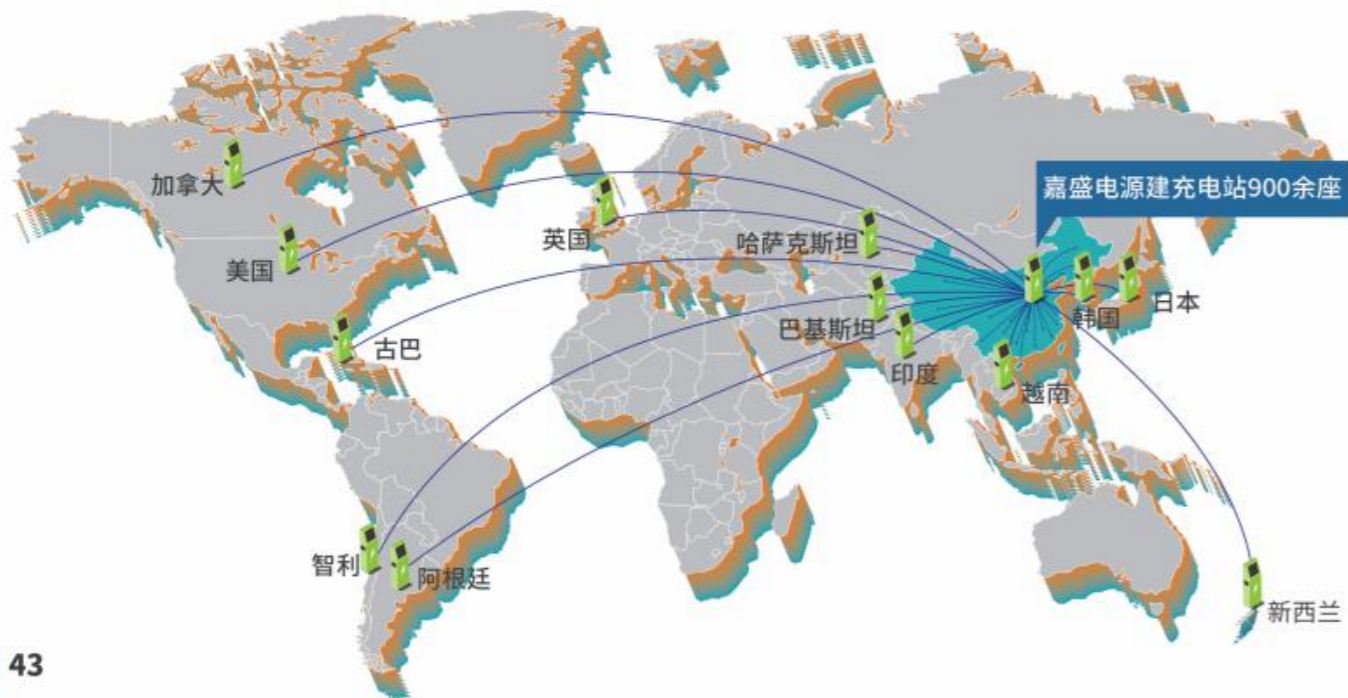 加拿大
嘉盛电源建充电站900余座
英国
哈萨克斯坦
美国
日本
韩国
巴基斯坦
古巴
印度
越南
智利
阿根廷
新西兰
43